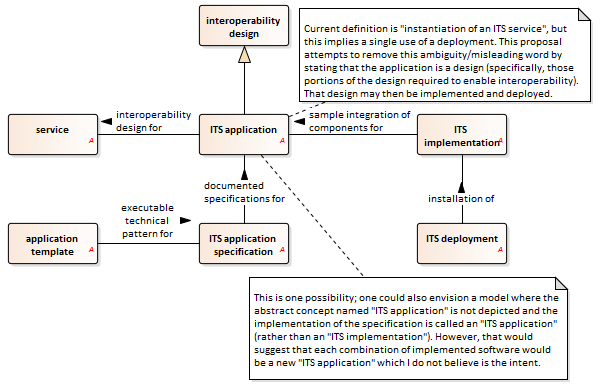 interoperability
design
Current definition is "instantiation of an ITS service", but
this implies a single use of a deployment. This proposal
attempts to remove this ambiguity/misleading word by
stating that the application is a design (specifically, those
portions of the design required to enable interoperability).
That design may then be implemented and deployed.
service
A
interoperability
design for
ITS application
A
sample integration of
components for
ITS
implementation
A
documented
specifications for
installation of
application
template
A
executable
technical
pattern for
ITS application
specification
A
ITS deployment
A
This is one possibility; one could also envision a model where the
abstract concept named "ITS application" is not depicted and the
implementation of the specification is called an "ITS application"
(rather than an "ITS implementation"). However, that would
suggest that each combination of implemented software would
be a new "ITS application" which I do not believe is the intent.